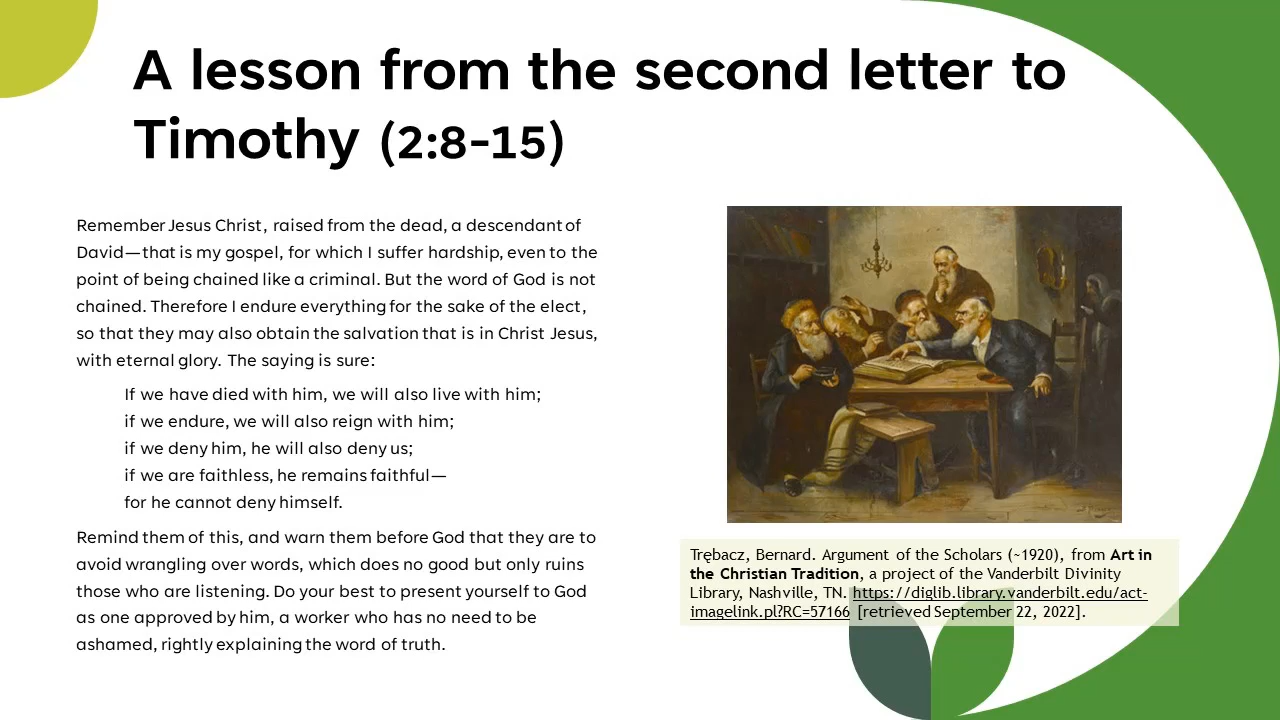 A lesson from the second letter to
Timothy (2:8-15)
Remember Jesus Christ, raised from the dead, a descendant of
David—that is my gospel, for which I suffer hardship, even to the
point of being chained like a criminal. But the word of God is not
chained. Therefore I endure everything for the sake of the elect,
so that they may also obtain the salvation that is in Christ Jesus,
with eternal glory. The saying is sure:
If we have died with him, we will also live with him;
if we endure, we will also reign with him;
if we deny him, he will also deny us;
if we are faithless, he remains faithful—
for he cannot deny himself.
Remind them of this, and warn them before God that they are to
avoid wrangling over words, which does no good but only ruins
those who are listening. Do your best to present yourself to God
as one approved by him, a worker who has no need to be
ashamed, rightly explaining the word of truth.
Trębacz, Bernard. Argument of the Scholars (~1920), from Art in
the Christian Tradition, a project of the Vanderbilt Divinity
Library, Nashville, TN. https://diglib.library.vanderbilt.edu/act-
imagelink.pl?RC=57166 [retrieved September 22, 2022].